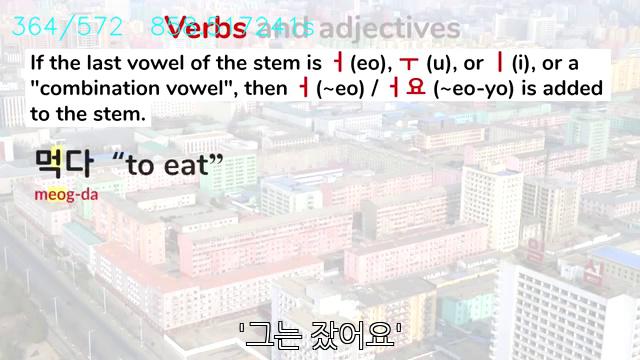 364/572 859.517241s
Verbs and adjectives
If the last vowel of the stem is ㅓ(eo), ㅜ (u), or ㅣ(i), or a
"combination vowel", then ㅓ(~eo) / ㅓ요 (~eo-yo) is added
to the stem.
먹다 “to eat”
meog-da
'그는 잤어요'